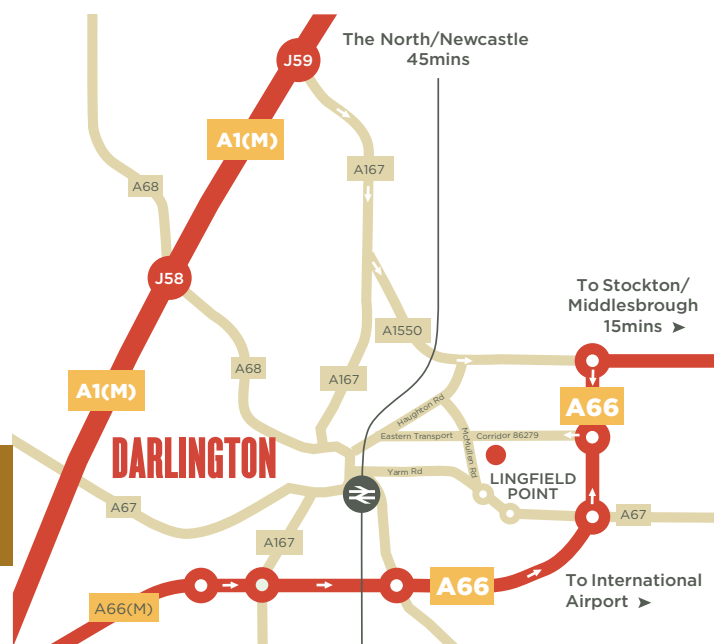 The North/Newcastle
45mins
J59
A1(M)
A167
A68
J58
To Stockton/
Middlesbrough
15mins
A1550
A68
A167
A1(M)
A66
Haughton Rd
Eastern Transport Corridor 86279
McMullen Rd
DARLINGTON
Yarm Rd
LINGFIELD
POINT
A67
A67
A167
A66
A66(M)
To International
Airport